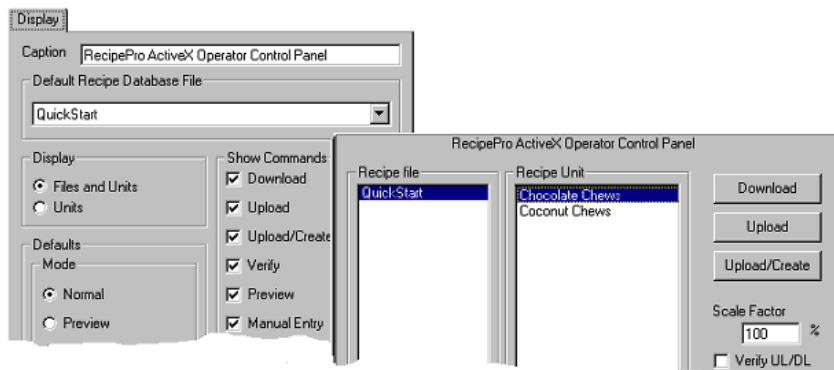 Display
Caption RecipePro ActiveX Operator Control Panel
Default Recipe Database File
QuickStart
Display
Files and Units
Units
Defaults
Mode
Normal
Preview
Show Commands
Download
Upload
Upload/Create
Verify
Preview
Manual Entry
RecipePro ActiveX Operator Control Panel
Recipe file
QuickStart
Recipe Unit
Chocolate Chews
Coconut Chews
Download
Upload
Upload/Create
Scale Factor
100 %
Verify UL/DL